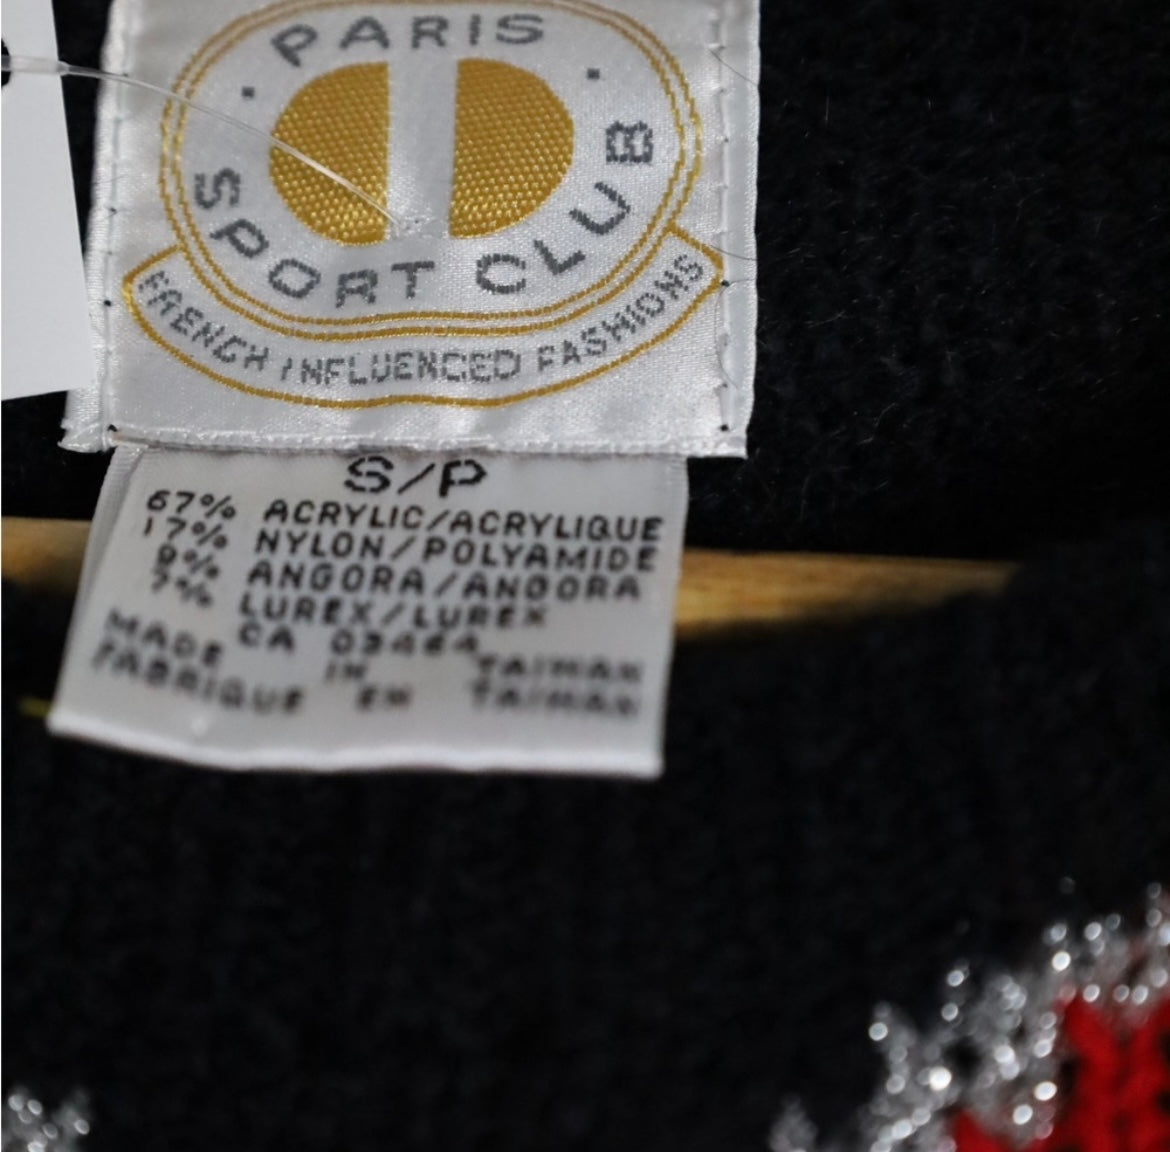 PARIS
SPORT CLUB
FRENCH INFLUENCED FASHIONS
S/P
67% ACRYLIC/ACRYLIQUE
17% NYLON/POLYAMIDE
9% ANGORA/ANGORA
7% LUREX/LUREX
CA 03464
MADE IN TAIWAN
FABRIQUE EN TAIWAN